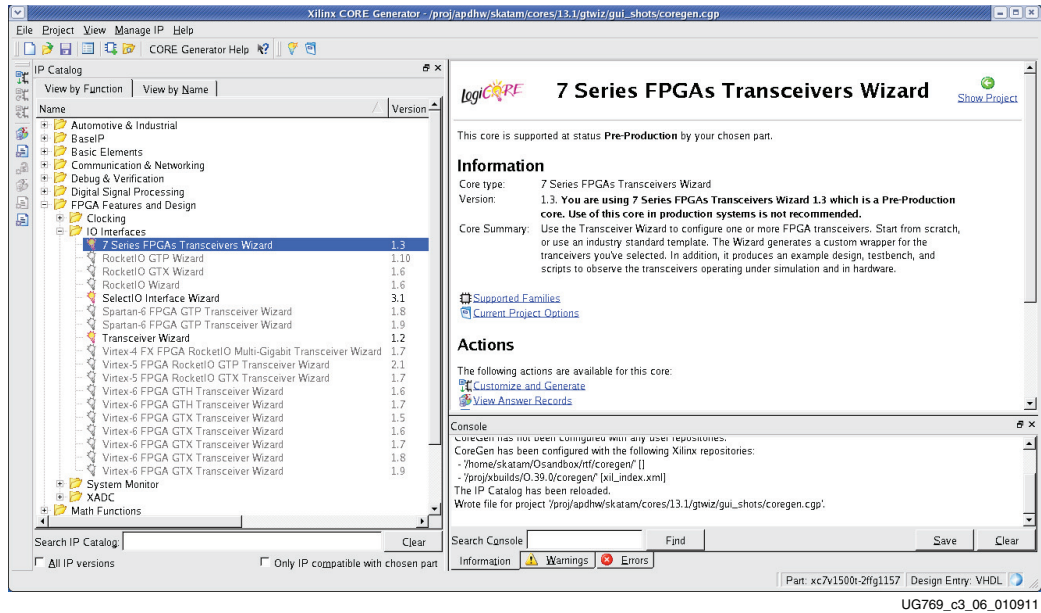 Xilinx CORE Generator - /proj/apdhw/skatam/cores/13.1/gtwiz/gui_shots/coregen.cgp
File Project View Manage IP Help
CORE Generator Help
IP Catalog
View by Function View by Name
Name Version
Automotive & Industrial
BaseIP
Basic Elements
Communication & Networking
Debug & Verification
Digital Signal Processing
FPGA Features and Design
Clocking
IO Interfaces
7 Series FPGAs Transceivers Wizard 1.3
RocketIO GTP Wizard 1.10
RocketIO GTX Wizard 1.6
RocketIO Wizard 1.6
SelectIO Interface Wizard 3.1
Spartan-6 FPGA GTP Transceiver Wizard 1.8
Spartan-6 FPGA GTP Transceiver Wizard 1.9
Transceiver Wizard 1.2
Virtex-4 FX FPGA RocketIO Multi-Gigabit Transceiver Wizard 1.7
Virtex-5 FPGA RocketIO GTP Transceiver Wizard 2.1
Virtex-5 FPGA RocketIO GTX Transceiver Wizard 1.7
Virtex-6 FPGA GTH Transceiver Wizard 1.6
Virtex-6 FPGA GTH Transceiver Wizard 1.7
Virtex-6 FPGA GTX Transceiver Wizard 1.5
Virtex-6 FPGA GTX Transceiver Wizard 1.6
Virtex-6 FPGA GTX Transceiver Wizard 1.7
Virtex-6 FPGA GTX Transceiver Wizard 1.8
Virtex-6 FPGA GTX Transceiver Wizard 1.9
System Monitor
XADC
Math Functions
Search IP Catalog: Clear
All IP versions Only IP compatible with chosen part
LogiCORE 7 Series FPGAs Transceivers Wizard Show Project
This core is supported at status Pre-Production by your chosen part.
Information
Core type: 7 Series FPGAs Transceivers Wizard
Version: 1.3. You are using 7 Series FPGAs Transceivers Wizard 1.3 which is a Pre-Production
core. Use of this core in production systems is not recommended.
Core Summary: Use the Transceiver Wizard to configure one or more FPGA transceivers. Start from scratch,
or use an industry standard template. The Wizard generates a custom wrapper for the
tranceivers you've selected. In addition, it produces an example design, testbench, and
scripts to observe the transceivers operating under simulation and in hardware.
Supported Families
Current Project Options
Actions
The following actions are available for this core:
Customize and Generate
View Answer Records
Console
CoreGen has not been configured with any user repositories.
CoreGen has been configured with the following Xilinx repositories:
- '/home/skatam/Osandbox/rtf/coregen/' []
- '/proj/xbuilds/O.39.0/coregen/' [xil_index.xml]
The IP Catalog has been reloaded.
Wrote file for project '/proj/apdhw/skatam/cores/13.1/gtwiz/gui_shots/coregen.cgp'.
Search Console Find Save Clear
Information Warnings Errors
Part: xc7v1500t-2ffg1157 Design Entry: VHDL
UG769_c3_06_010911